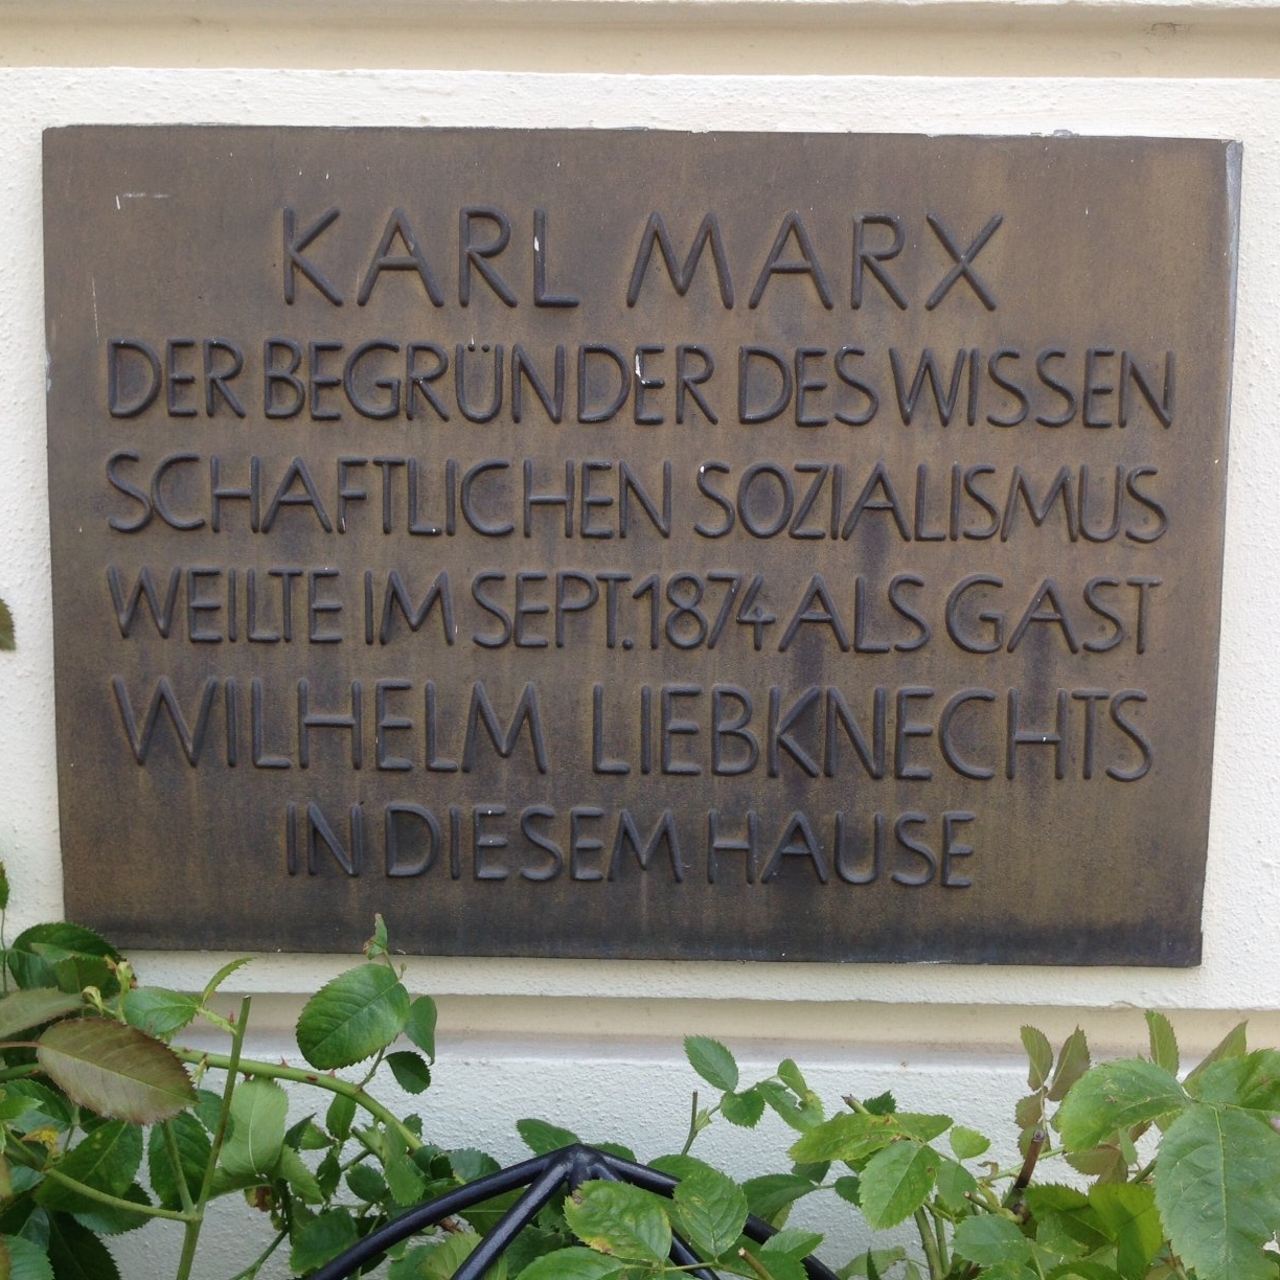 KARL MARX
DER BEGRÜNDER DES WISSEN
SCHAFTLICHEN SOZIALISMUS
WEILTE IM SEPT. 1874 ALS GAST
WILHELM LIEBKNECHTS
IN DIESEM HAUSE